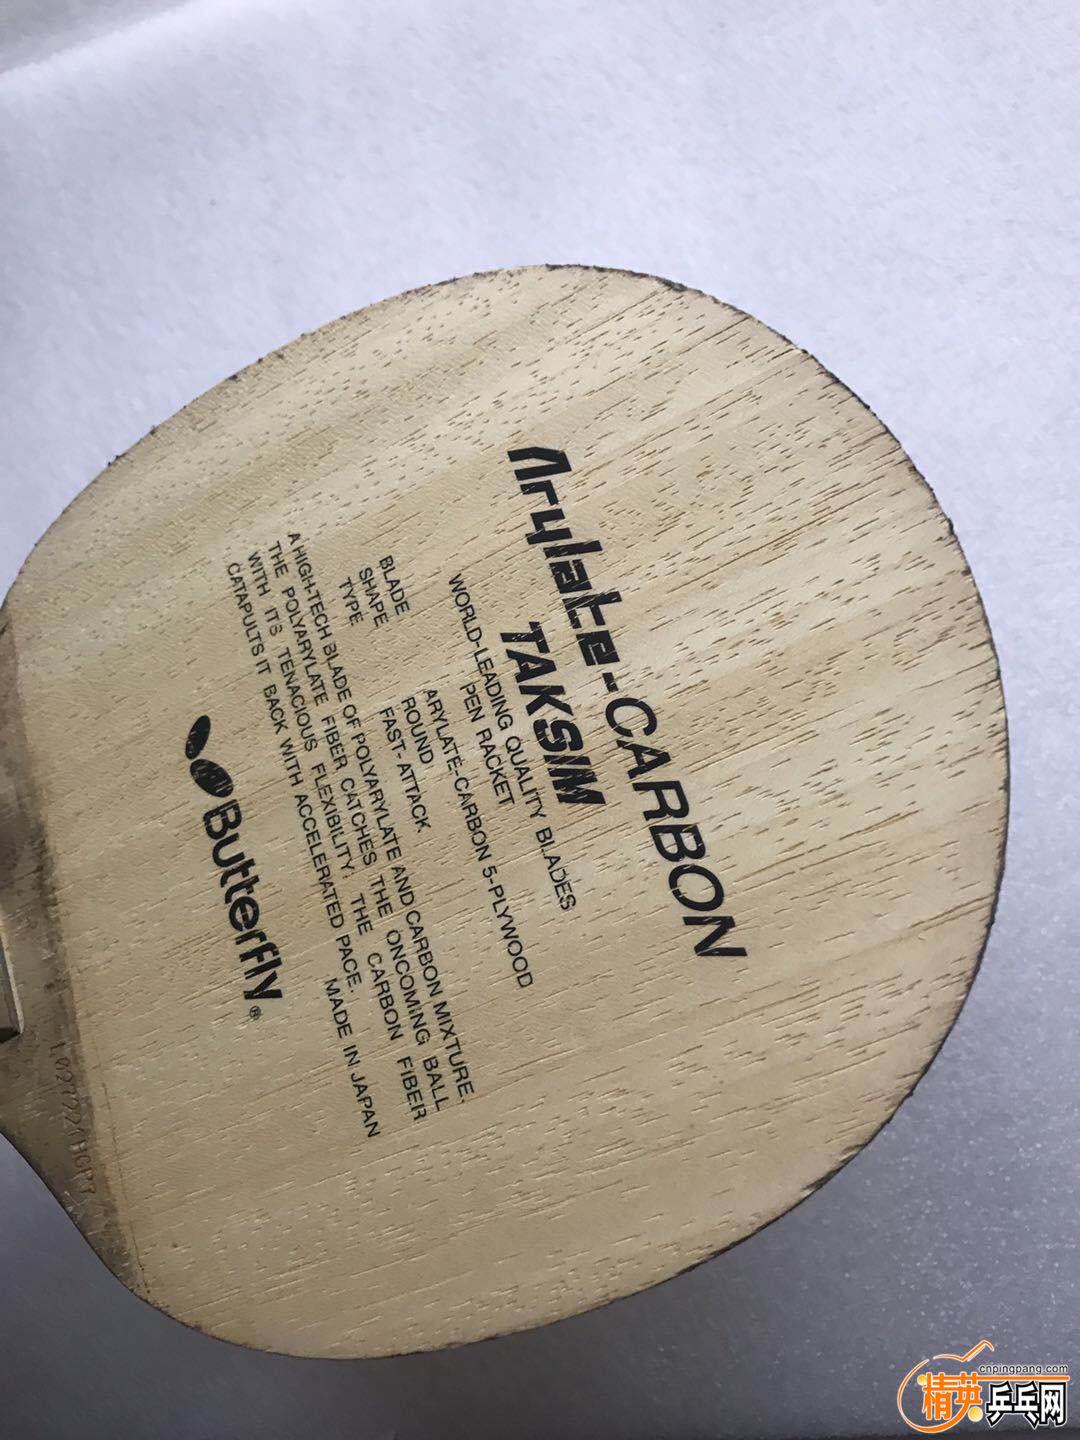 Arylate-CARBON
TAKSIM
WORLD-LEADING QUALITY BLADES
PEN RACKET
BLADE ARYLATE-CARBON 5-PLYWOOD
SHAPE ROUND
TYPE FAST-ATTACK
A HIGH-TECH BLADE OF POLYARYLATE AND CARBON MIXTURE.
THE POLYARYLATE FIBER CATCHES THE ONCOMING BALL
WITH ITS TENACIOUS FLEXIBILITY. THE CARBON FIBER
CATAPULTS IT BACK WITH ACCELERATED PACE.
MADE IN JAPAN
Butterfly®
cnpingpang.com
精英乒乓网